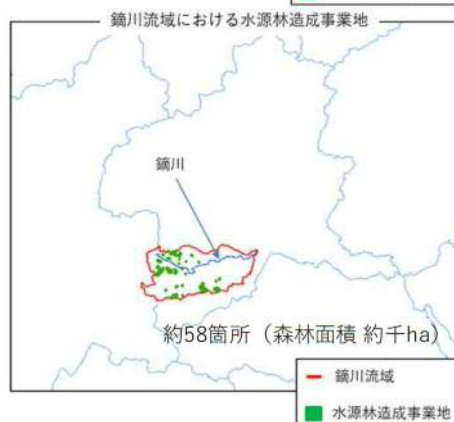 鏑川流域における水源林造成事業地
鏑川
約58箇所（森林面積 約千ha）
鏑川流域
水源林造成事業地